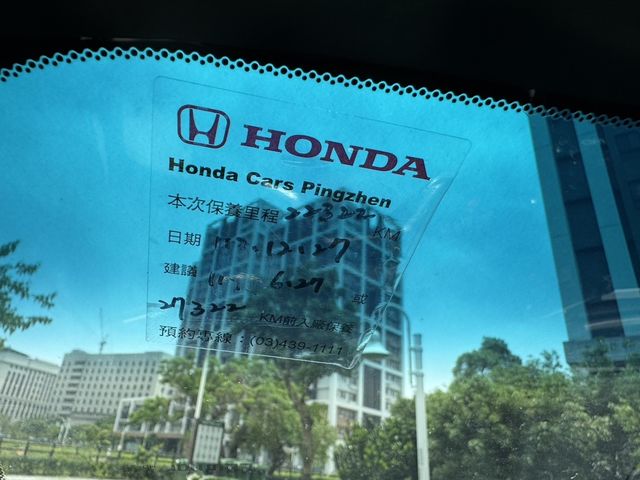 HONDA
Honda Cars Pingzhen
本次保養里程 22322 KM
日期 12.27
建議 6.27 或
27322 KM前入廠保養
預約專線：(03)439-1111